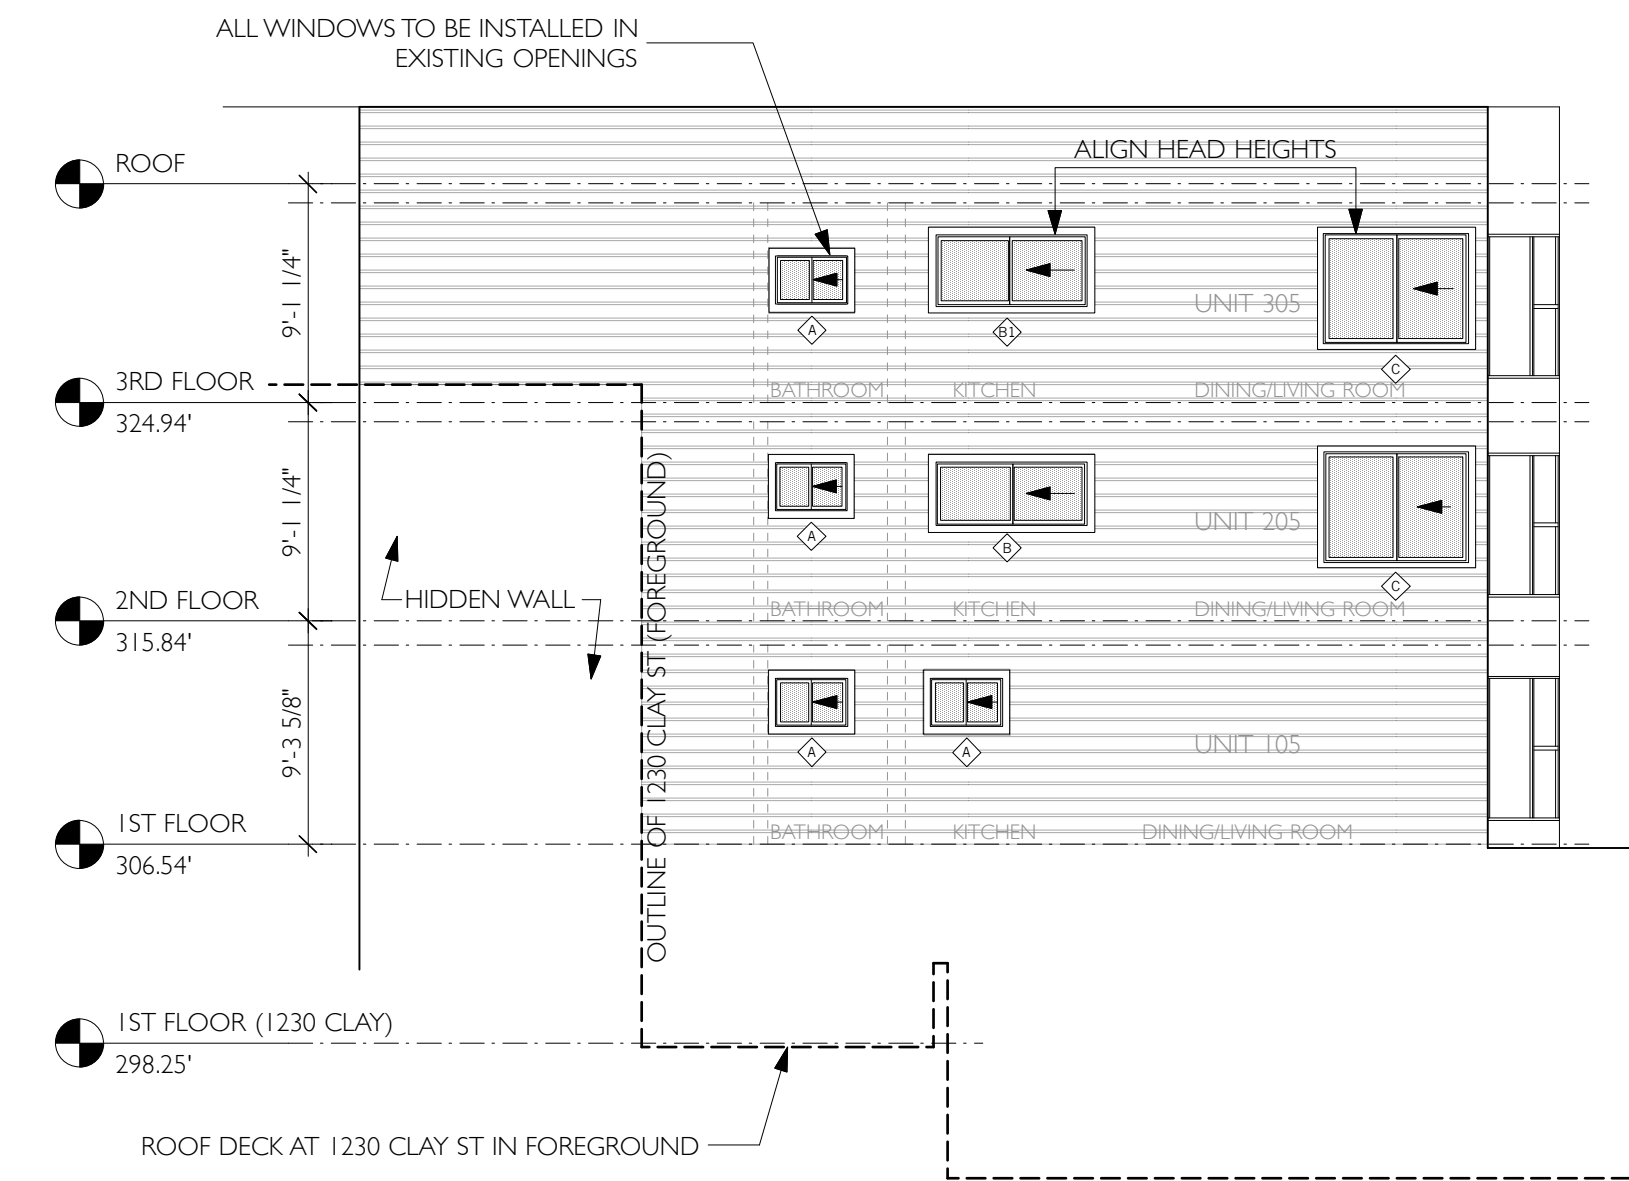 ALL WINDOWS TO BE INSTALLED IN
EXISTING OPENINGS
ROOF
ALIGN HEAD HEIGHTS
9'-1 1/4"
UNIT 305
A
B1
C
3RD FLOOR
324.94'
BATHROOM
KITCHEN
DINING/LIVING ROOM
9'-1 1/4"
UNIT 205
A
B
C
HIDDEN WALL
OUTLINE OF 1230 CLAY ST (FOREGROUND)
2ND FLOOR
315.84'
BATHROOM
KITCHEN
DINING/LIVING ROOM
9'-3 5/8"
UNIT 105
A
A
1ST FLOOR
306.54'
BATHROOM
KITCHEN
DINING/LIVING ROOM
1ST FLOOR (1230 CLAY)
298.25'
ROOF DECK AT 1230 CLAY ST IN FOREGROUND